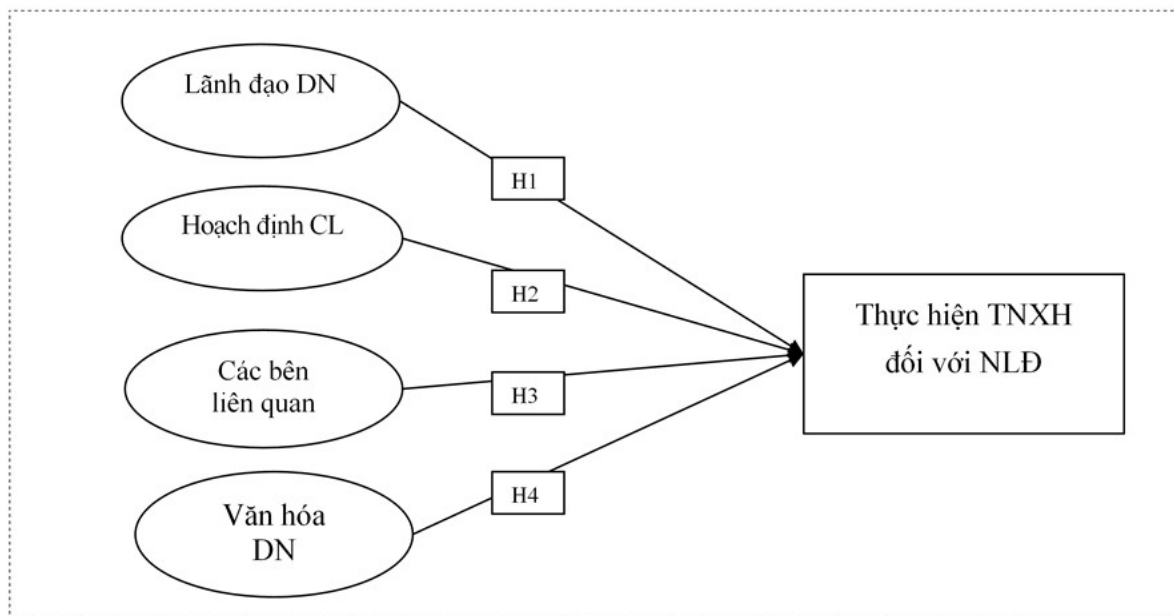 Lãnh đạo DN
H1
Hoạch định CL
H2
Các bên
liên quan
H3
Văn hóa
DN
H4
Thực hiện TNXH
đối với NLĐ